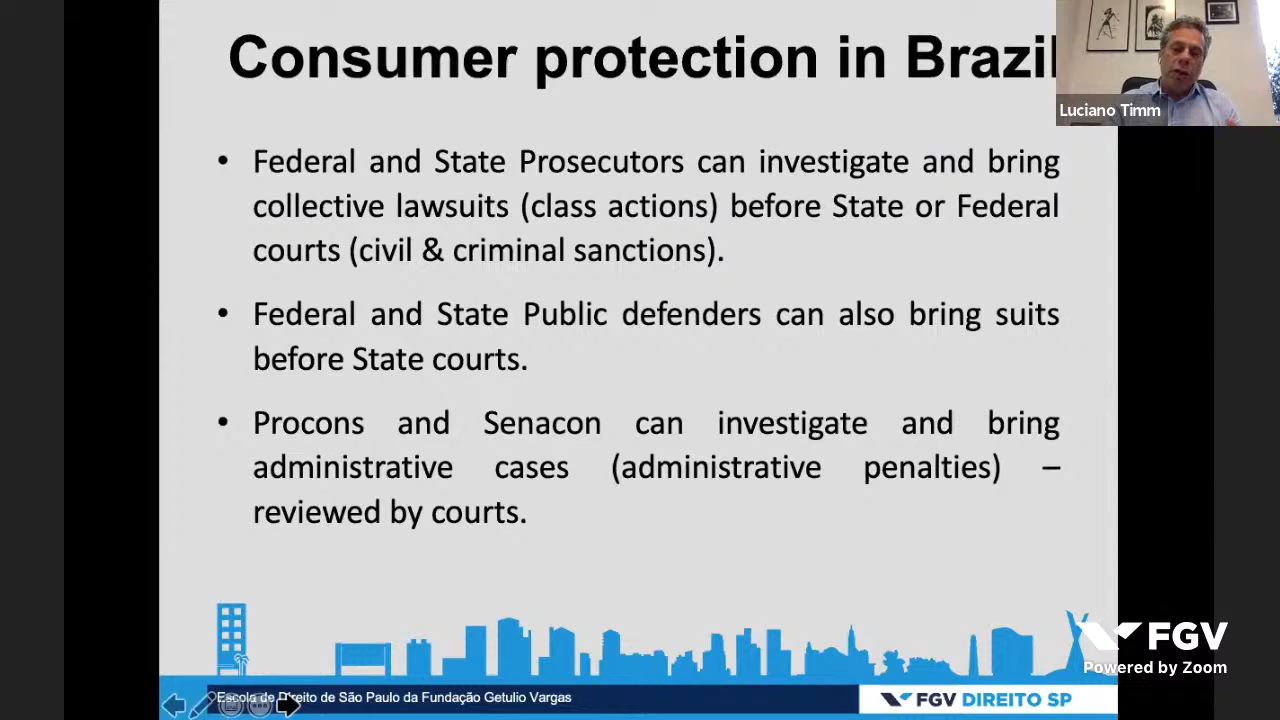 Consumer protection in Brazil
Luciano Timm
• Federal and State Prosecutors can investigate and bring
collective lawsuits (class actions) before State or Federal
courts (civil & criminal sanctions).
• Federal and State Public defenders can also bring suits
before State courts.
• Procons and Senacon can investigate and bring
administrative cases (administrative penalties) –
reviewed by courts.
FGV
Powered by Zoom
Escola de Direito de São Paulo da Fundação Getulio Vargas
FGV DIREITO SP